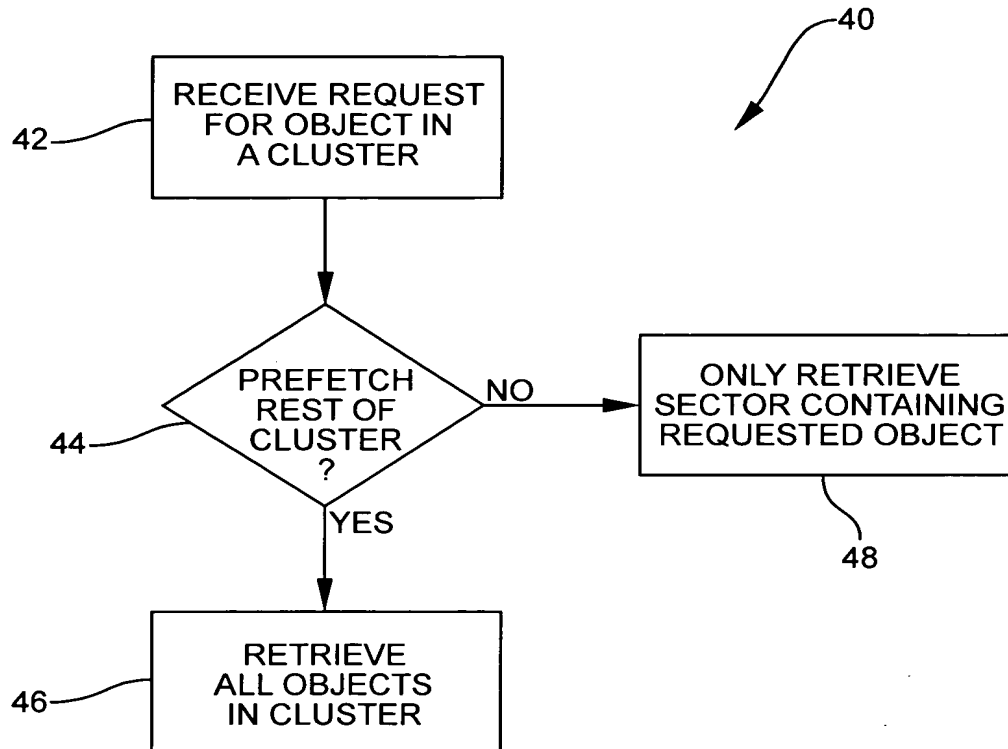 40
RECEIVE REQUEST
FOR OBJECT IN
A CLUSTER
42
PREFETCH
REST OF
CLUSTER
?
44
NO
ONLY RETRIEVE
SECTOR CONTAINING
REQUESTED OBJECT
48
YES
RETRIEVE
ALL OBJECTS
IN CLUSTER
46